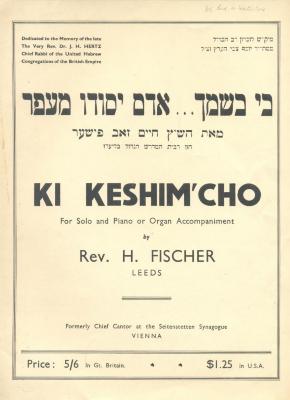 Dedicated to the Memory of the late
The Very Rev. Dr. J. H. HERTZ
Chief Rabbi of the United Hebrew
Congregations of the British Empire
כי כשמך... אדם יסודו מעפר
מאת הש״ץ חיים זאב פישער
KI KESHIM'CHO
For Solo and Piano or Organ Accompaniment
by
Rev. H. FISCHER
LEEDS
Formerly Chief Cantor at the Seitenstetten Synagogue
VIENNA
Price: 5/6 In Gt. Britain. $1.25 in U.S.A.